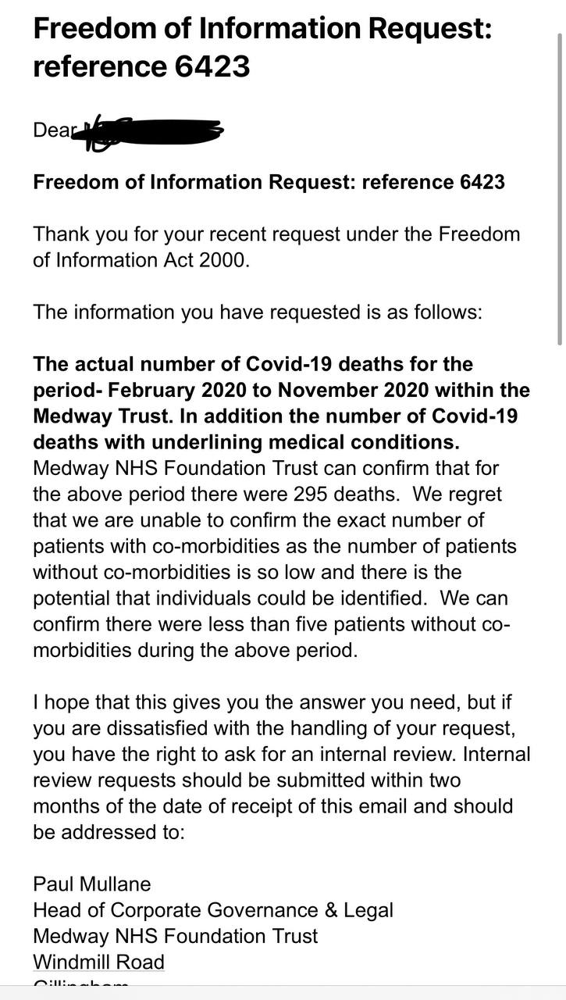 Freedom of Information Request:
reference 6423
Dear
Freedom of Information Request: reference 6423
Thank you for your recent request under the Freedom
of Information Act 2000.
The information you have requested is as follows:
The actual number of Covid-19 deaths for the
period- February 2020 to November 2020 within the
Medway Trust. In addition the number of Covid-19
deaths with underlining medical conditions.
Medway NHS Foundation Trust can confirm that for
the above period there were 295 deaths.  We regret
that we are unable to confirm the exact number of
patients with co-morbidities as the number of patients
without co-morbidities is so low and there is the
potential that individuals could be identified.  We can
confirm there were less than five patients without co-
morbidities during the above period.
I hope that this gives you the answer you need, but if
you are dissatisfied with the handling of your request,
you have the right to ask for an internal review. Internal
review requests should be submitted within two
months of the date of receipt of this email and should
be addressed to:
Paul Mullane
Head of Corporate Governance & Legal
Medway NHS Foundation Trust
Windmill Road
Gillingham